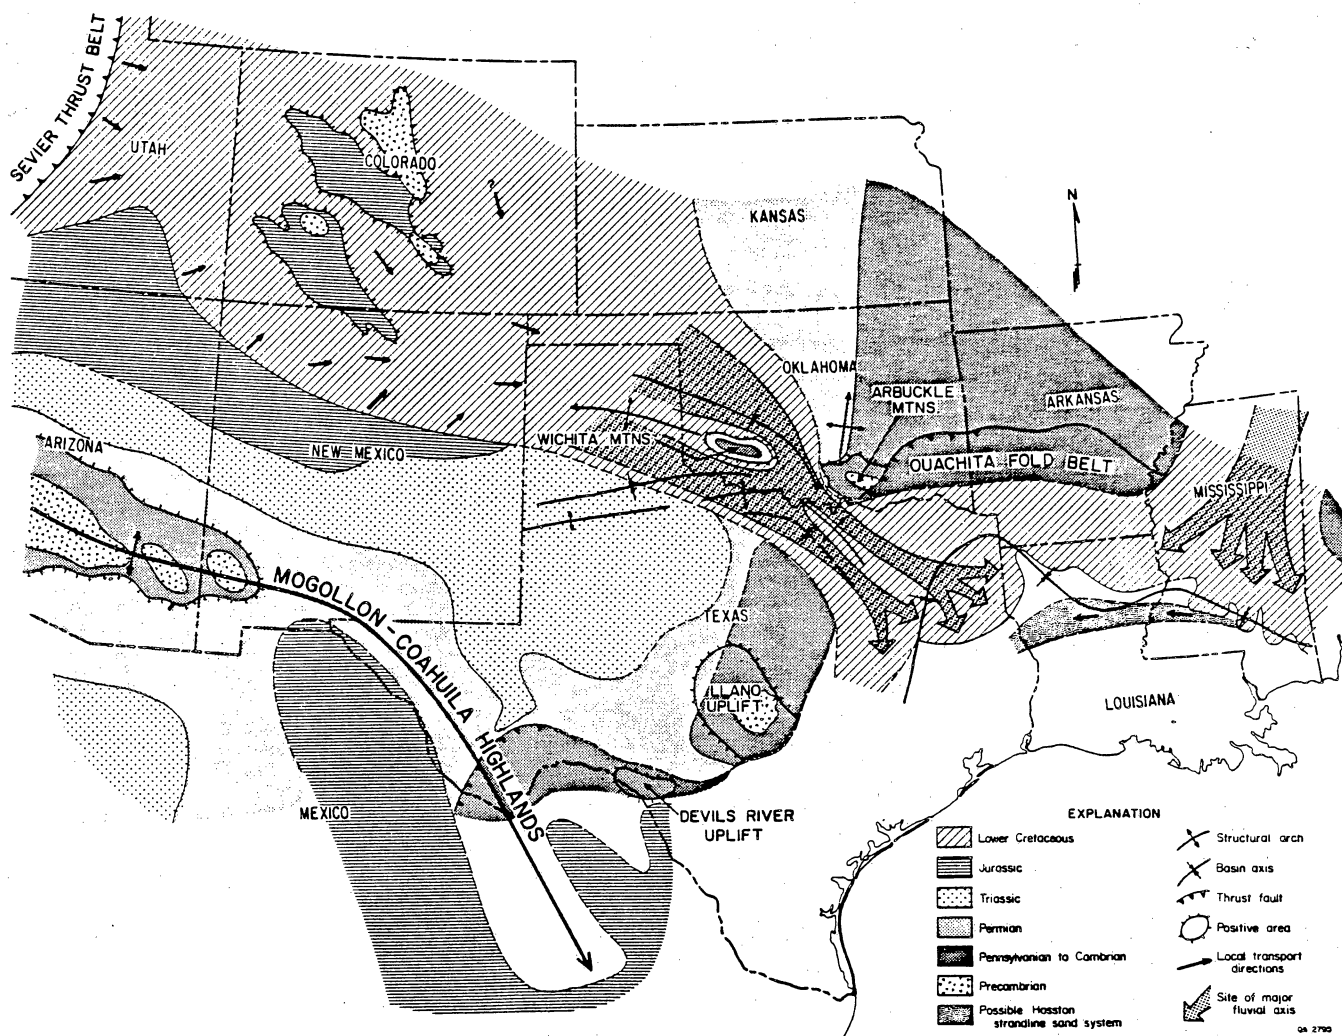 SEVIER THRUST BELT
UTAH
COLORADO
?
KANSAS
N
OKLAHOMA
ARBUCKLE
MTNS.
ARKANSAS
ARIZONA
NEW MEXICO
WICHITA MTNS.
OUACHITA FOLD BELT
MISSISSIPPI
MOGOLLON-COAHUILA HIGHLANDS
TEXAS
LLANO
UPLIFT
LOUISIANA
MEXICO
DEVILS RIVER
UPLIFT
EXPLANATION
Lower Cretaceous
Jurassic
Triassic
Permian
Pennsylvanian to Cambrian
Precambrian
Possible Hosston
strandline sand system
Structural arch
Basin axis
Thrust fault
Positive area
Local transport
directions
Site of major
fluvial axis